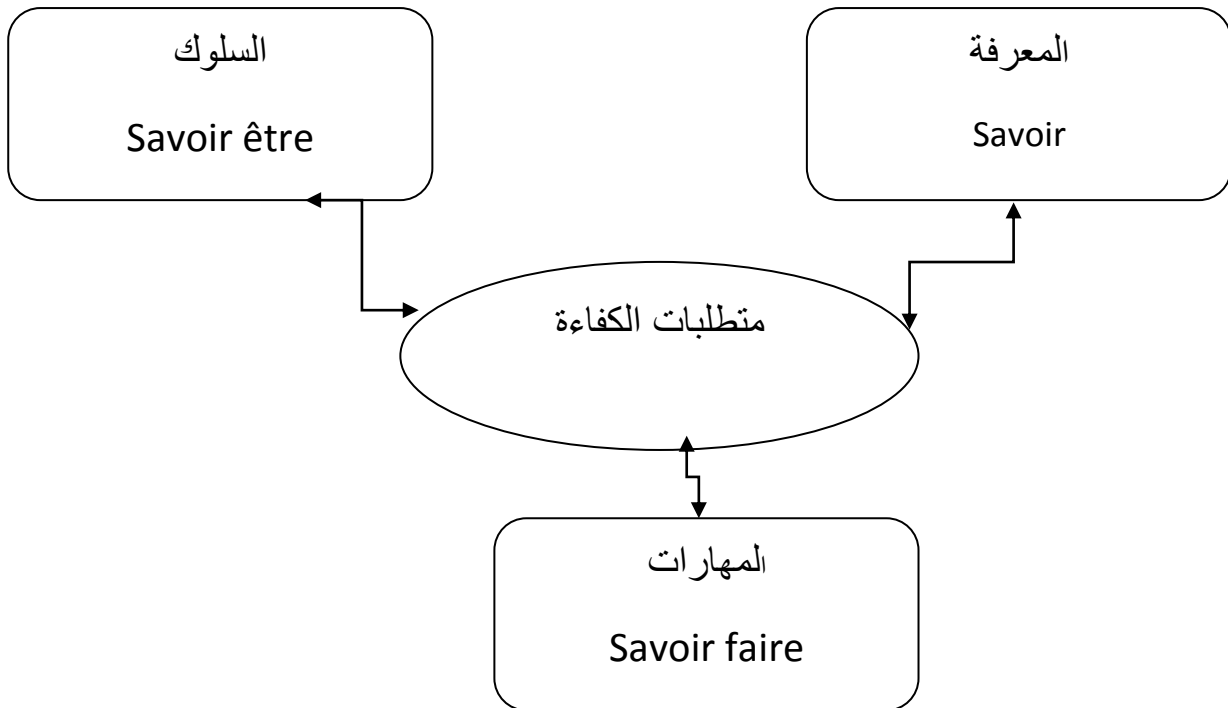 المعرفة
Savoir
السلوك
Savoir être
متطلبات الكفاءة
المهارات
Savoir faire